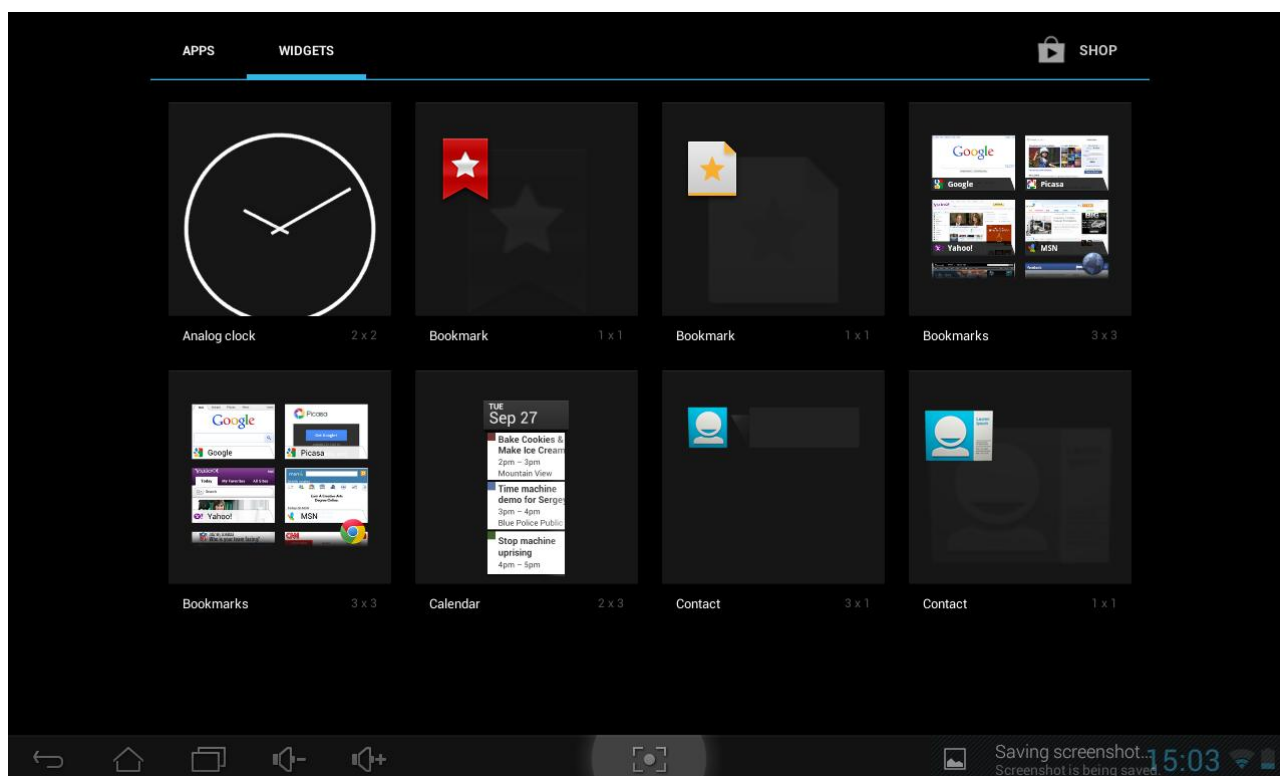 APPS WIDGETS SHOP
Google
Google Picasa
Yahoo! MSN
Analog clock 2 x 2 Bookmark 1 x 1 Bookmark 1 x 1 Bookmarks 3 x 3
Google Picasa
Google Picasa
Yahoo! MSN
CNN
TUE
Sep 27
Bake Cookies &
Make Ice Cream
2pm – 3pm
Mountain View
Time machine
demo for Serge
3pm – 4pm
Blue Police Public
Stop machine
uprising
4pm – 5pm
Bookmarks 3 x 3 Calendar 2 x 3 Contact 3 x 1 Contact 1 x 1
Saving screenshot...
Screenshot is being saved
15:03